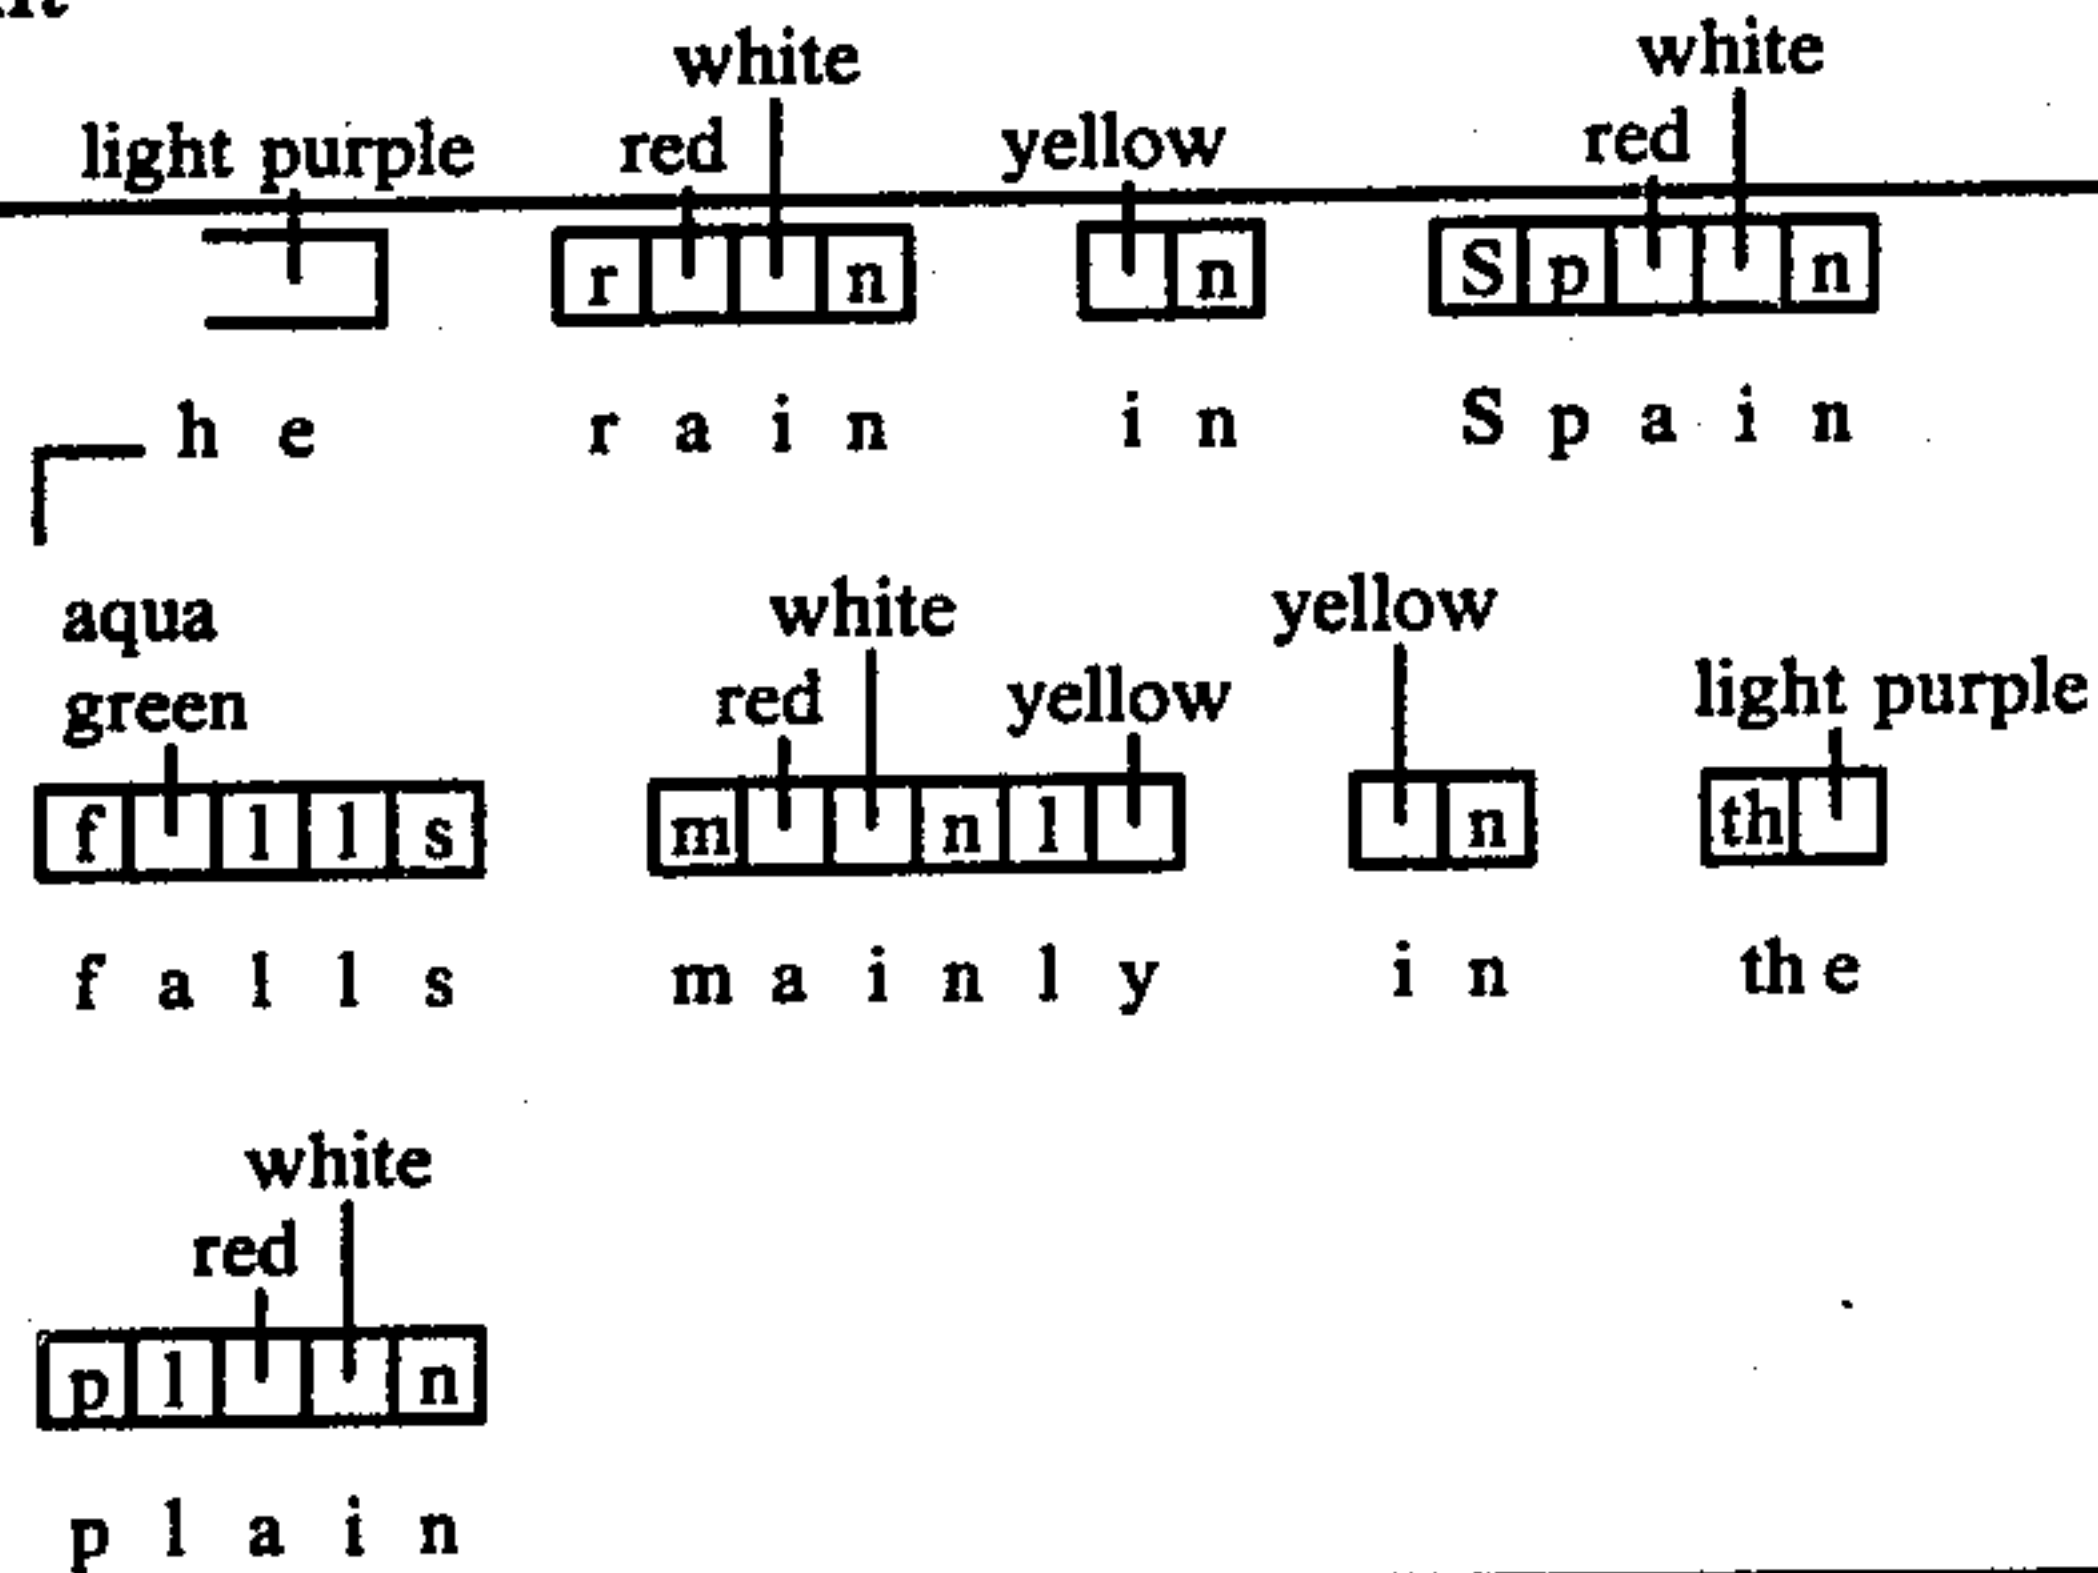 white white
light purple red yellow red
r n n S p n
h e r a i n i n S p a i n
aqua white yellow
green red yellow light purple
f l l s m n l n th
f a l l s m a i n l y i n the
white
red
p l n
p l a i n